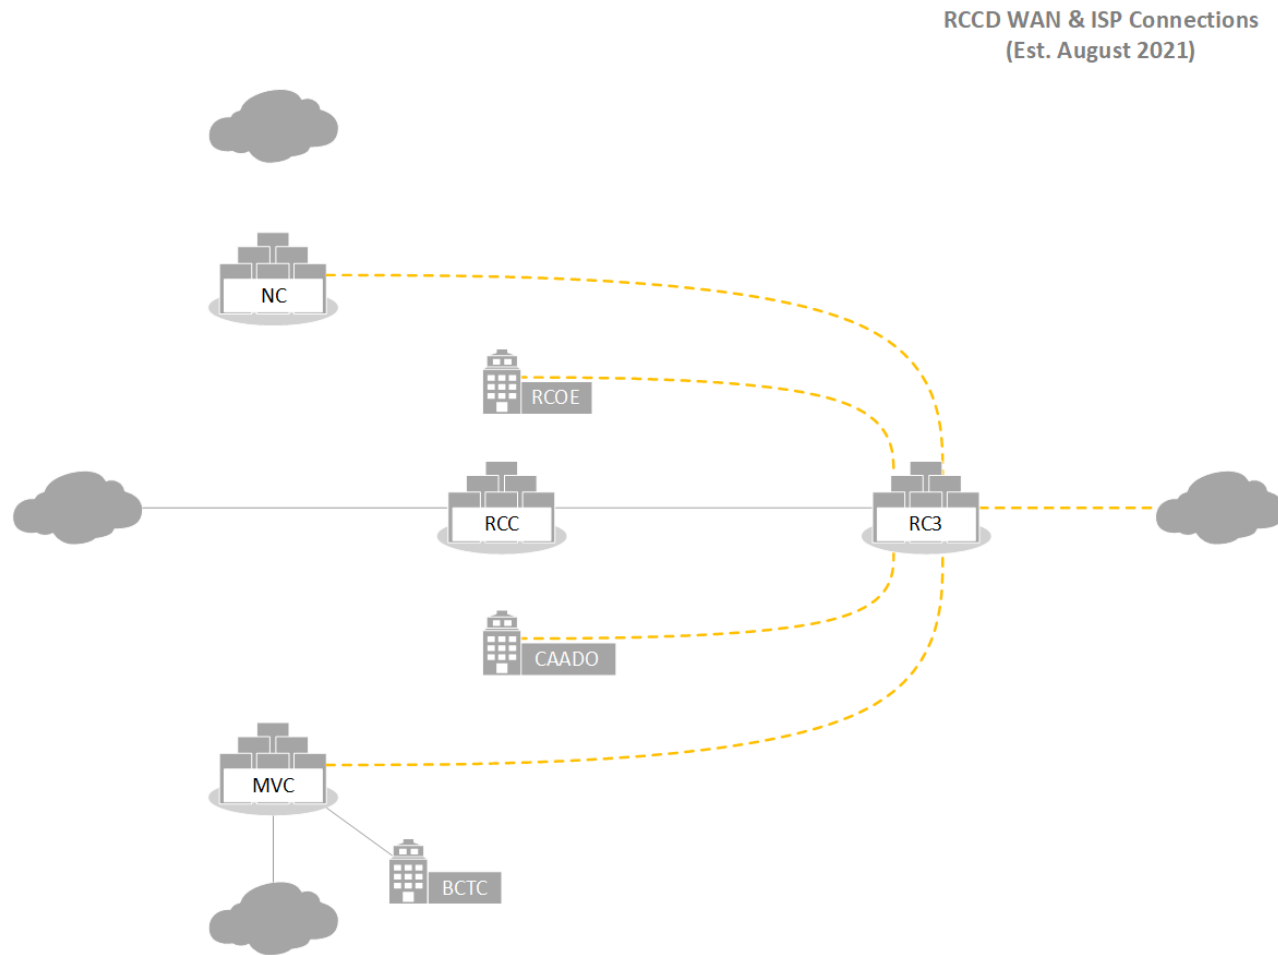 RCCD WAN & ISP Connections
(Est. August 2021)
NC
RCOE
RCC
RC3
CAADO
MVC
BCTC